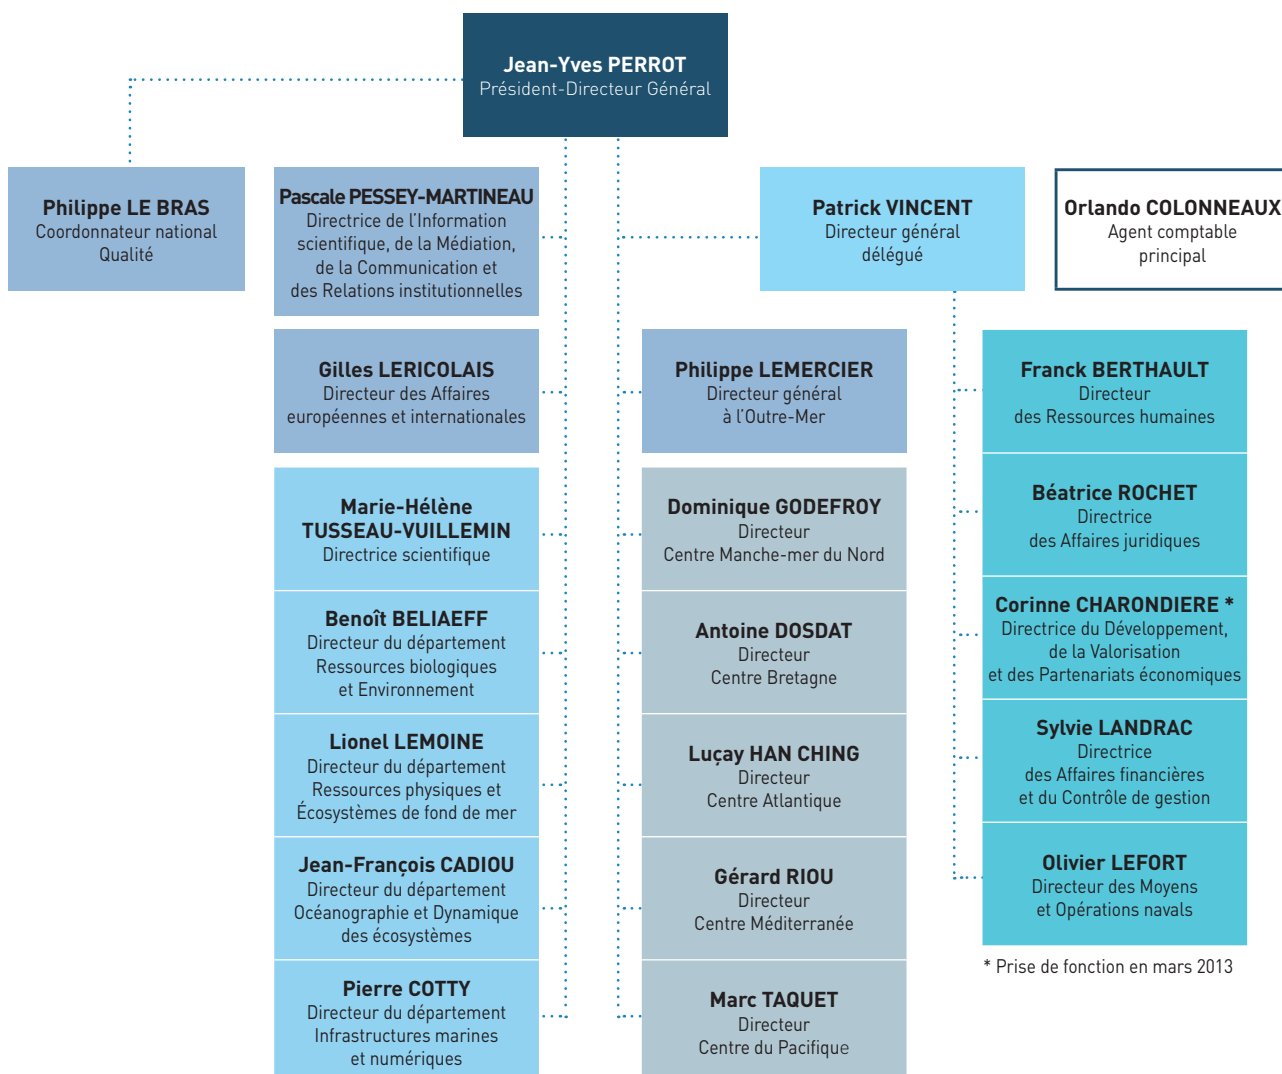 Jean-Yves PERROT
Président-Directeur Général
Philippe LE BRAS
Coordonnateur national
Qualité
Pascale PESSEY-MARTINEAU
Directrice de l'Information
scientifique, de la Médiation,
de la Communication et
des Relations institutionnelles
Patrick VINCENT
Directeur général
délégué
Orlando COLONNEAUX
Agent comptable
principal
Gilles LERICOLAIS
Directeur des Affaires
européennes et internationales
Philippe LEMERCIER
Directeur général
à l'Outre-Mer
Franck BERTHAULT
Directeur
des Ressources humaines
Marie-Hélène
TUSSEAU-VUILLEMIN
Directrice scientifique
Dominique GODEFROY
Directeur
Centre Manche-mer du Nord
Béatrice ROCHET
Directrice
des Affaires juridiques
Benoît BELIAEFF
Directeur du département
Ressources biologiques
et Environnement
Antoine DOSDAT
Directeur
Centre Bretagne
Corinne CHARONDIERE *
Directrice du Développement,
de la Valorisation
et des Partenariats économiques
Lionel LEMOINE
Directeur du département
Ressources physiques et
Écosystèmes de fond de mer
Luçay HAN CHING
Directeur
Centre Atlantique
Sylvie LANDRAC
Directrice
des Affaires financières
et du Contrôle de gestion
Jean-François CADIOU
Directeur du département
Océanographie et Dynamique
des écosystèmes
Gérard RIOU
Directeur
Centre Méditerranée
Olivier LEFORT
Directeur des Moyens
et Opérations navals
* Prise de fonction en mars 2013
Pierre COTTY
Directeur du département
Infrastructures marines
et numériques
Marc TAQUET
Directeur
Centre du Pacifique